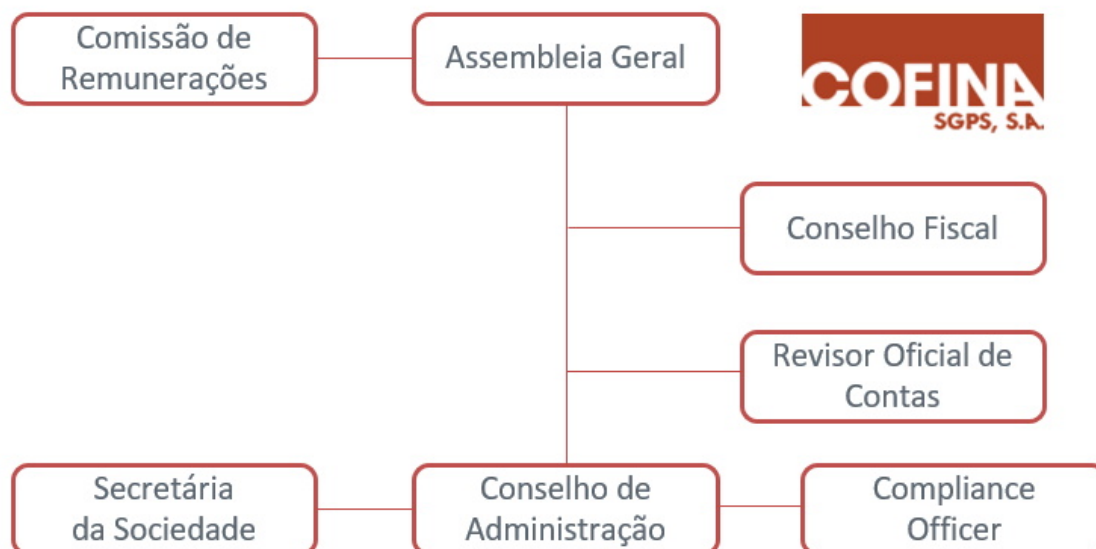 Comissão de
Remunerações
Assembleia Geral
COFINA
SGPS, S.A.
Conselho Fiscal
Revisor Oficial de
Contas
Secretária
da Sociedade
Conselho de
Administração
Compliance
Officer